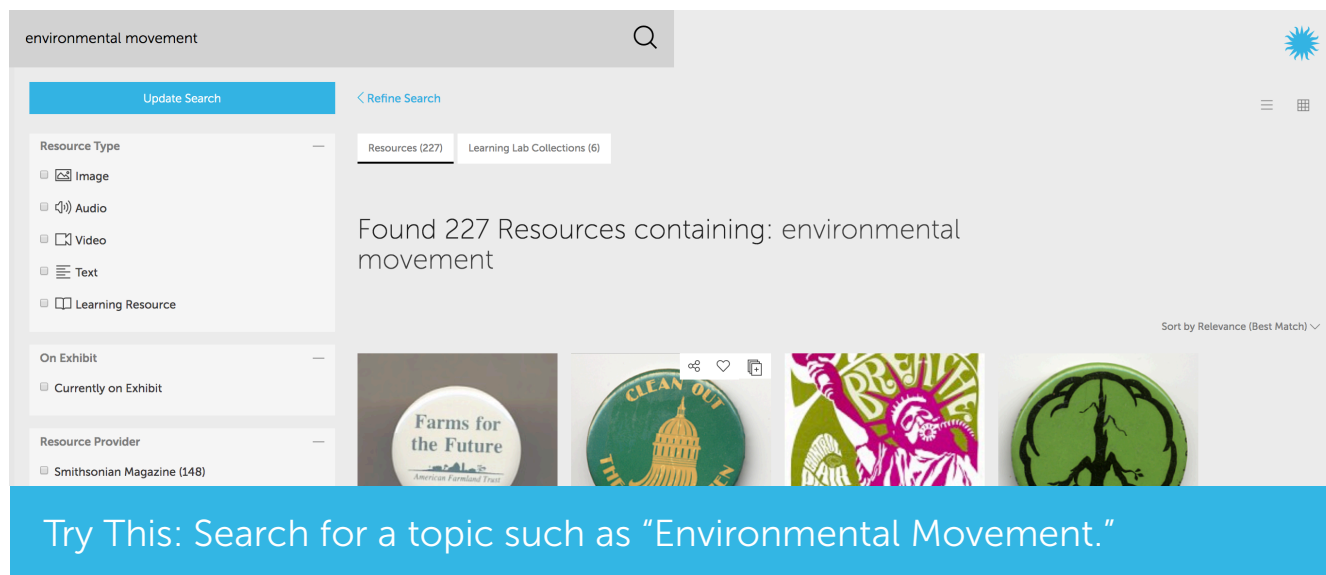 environmental movement
Update Search
Refine Search
Resources (227)
Learning Lab Collections (6)
Resource Type
Image
Audio
Video
Text
Learning Resource
Found 227 Resources containing: environmental
movement
Sort by Relevance (Best Match)
On Exhibit
Currently on Exhibit
Resource Provider
Smithsonian Magazine (148)
Farms for
the Future
American Farmland Trust
CLEAN OUT
BREATHE
Try This: Search for a topic such as “Environmental Movement.”